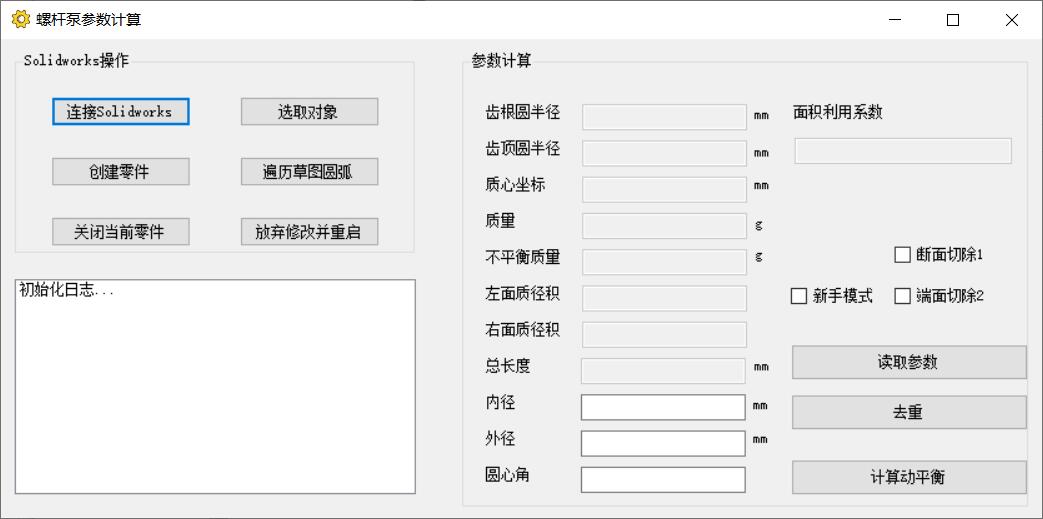 螺杆泵参数计算
Solidworks操作
连接Solidworks
选取对象
创建零件
遍历草图圆弧
关闭当前零件
放弃修改并重启
初始化日志...
参数计算
齿根圆半径 mm 面积利用系数
齿顶圆半径 mm
质心坐标 mm
质量 g
不平衡质量 g 断面切除1
左面质径积 新手模式 端面切除2
右面质径积
总长度 mm 读取参数
内径 mm 去重
外径 mm
圆心角 计算动平衡